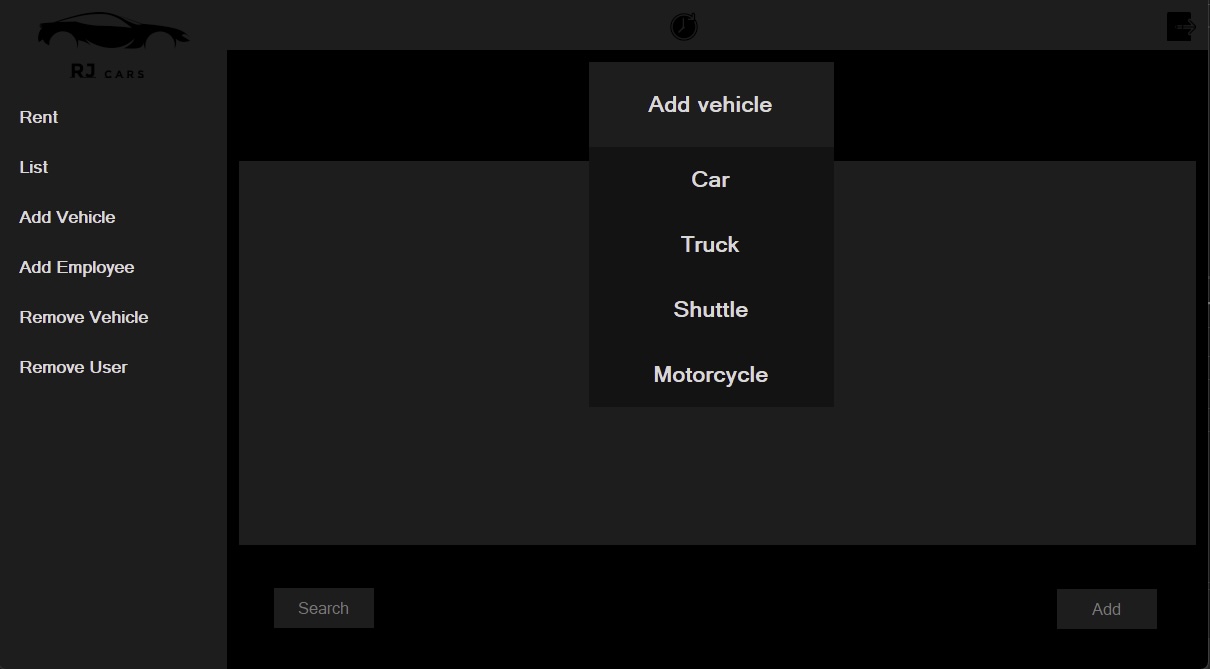 RJ CARS
Rent
List
Add Vehicle
Add Employee
Remove Vehicle
Remove User
Add vehicle
Car
Truck
Shuttle
Motorcycle
Search
Add